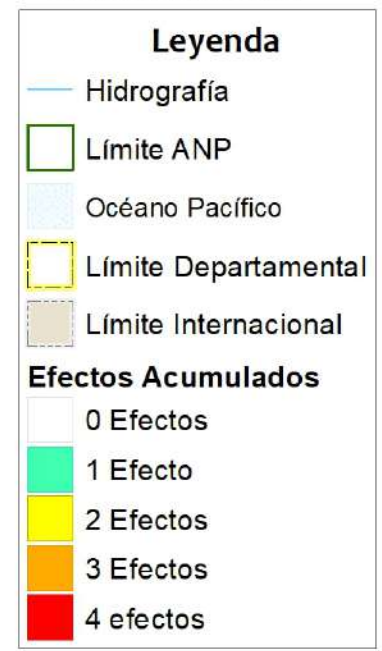 Leyenda
Hidrografía
Límite ANP
Océano Pacífico
Límite Departamental
Límite Internacional
Efectos Acumulados
0 Efectos
1 Efecto
2 Efectos
3 Efectos
4 efectos